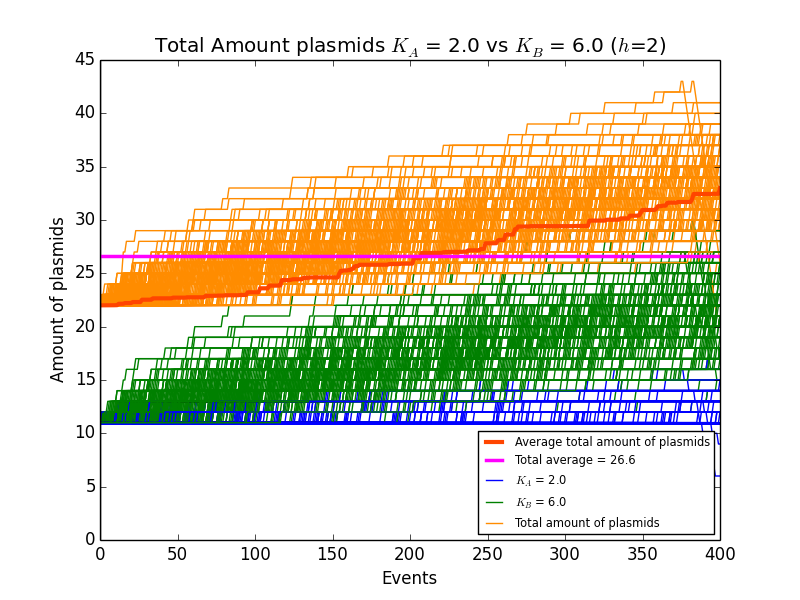 Total Amount plasmids K_A = 2.0 vs K_B = 6.0 (h=2)
Amount of plasmids
45
40
35
30
25
20
15
10
5
0
Average total amount of plasmids
Total average = 26.6
K_A = 2.0
K_B = 6.0
Total amount of plasmids
0 50 100 150 200 250 300 350 400
Events